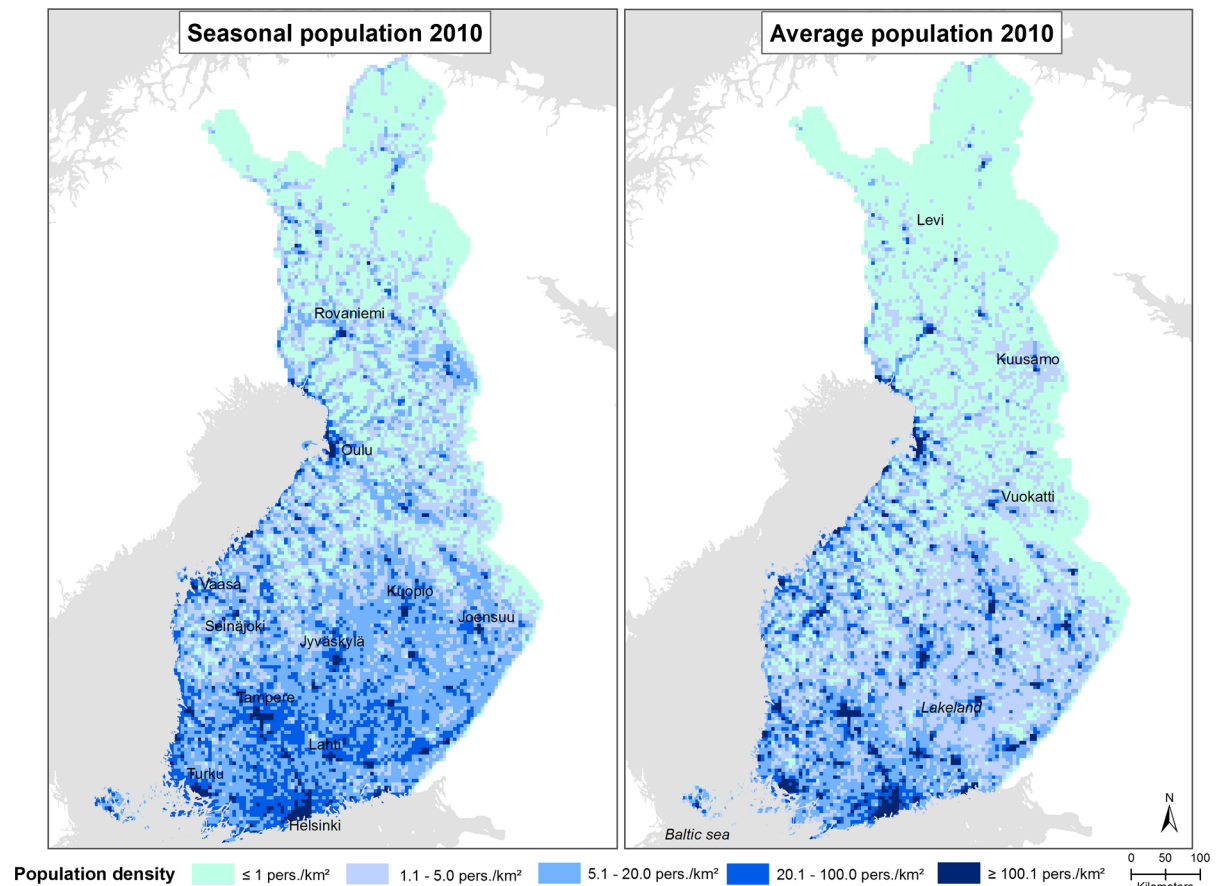 Seasonal population 2010
Rovaniemi
Oulu
Vaasa
Kuopio
Seinäjoki
Joensuu
Jyväskylä
Tampere
Lahti
Turku
Helsinki
Average population 2010
Levi
Kuusamo
Vuokatti
Lakeland
Baltic sea
N
0 50 100
Kilometers
Population density
≤ 1 pers./km²
1.1 - 5.0 pers./km²
5.1 - 20.0 pers./km²
20.1 - 100.0 pers./km²
≥ 100.1 pers./km²